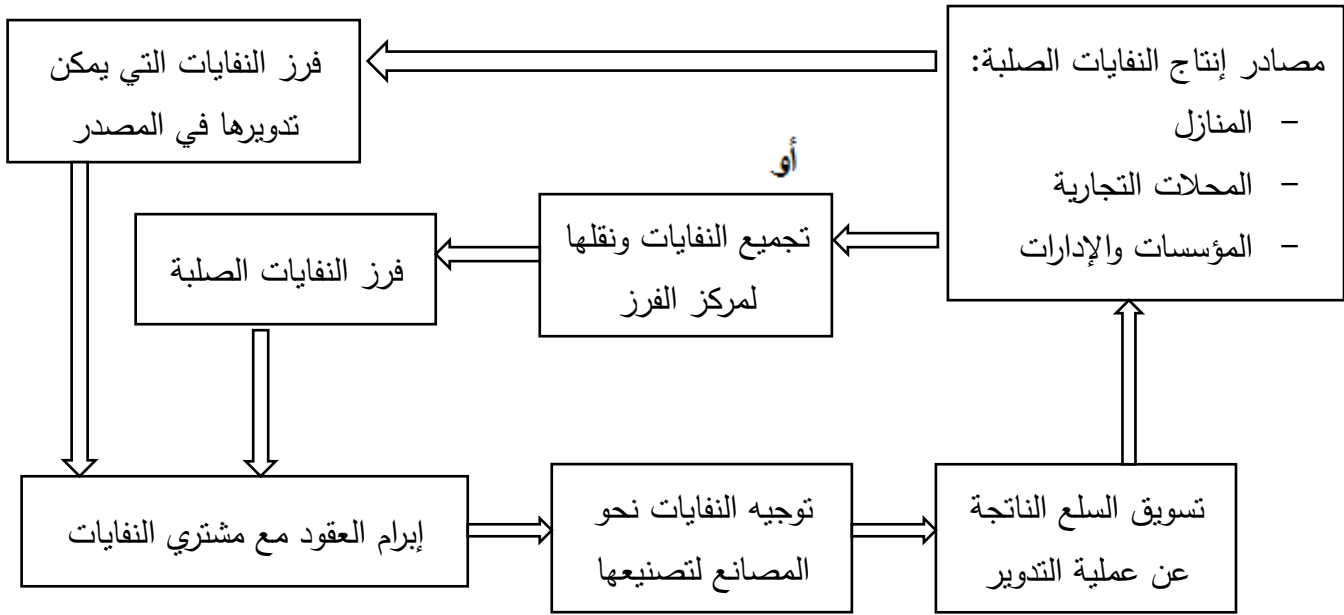 مصادر إنتاج النفايات الصلبة:
- المنازل
- المحلات التجارية
- المؤسسات والإدارات
فرز النفايات التي يمكن
تدويرها في المصدر
أو
تجميع النفايات ونقلها
لمركز الفرز
فرز النفايات الصلبة
إبرام العقود مع مشتري النفايات
توجيه النفايات نحو
المصانع لتصنيعها
تسويق السلع الناتجة
عن عملية التدوير